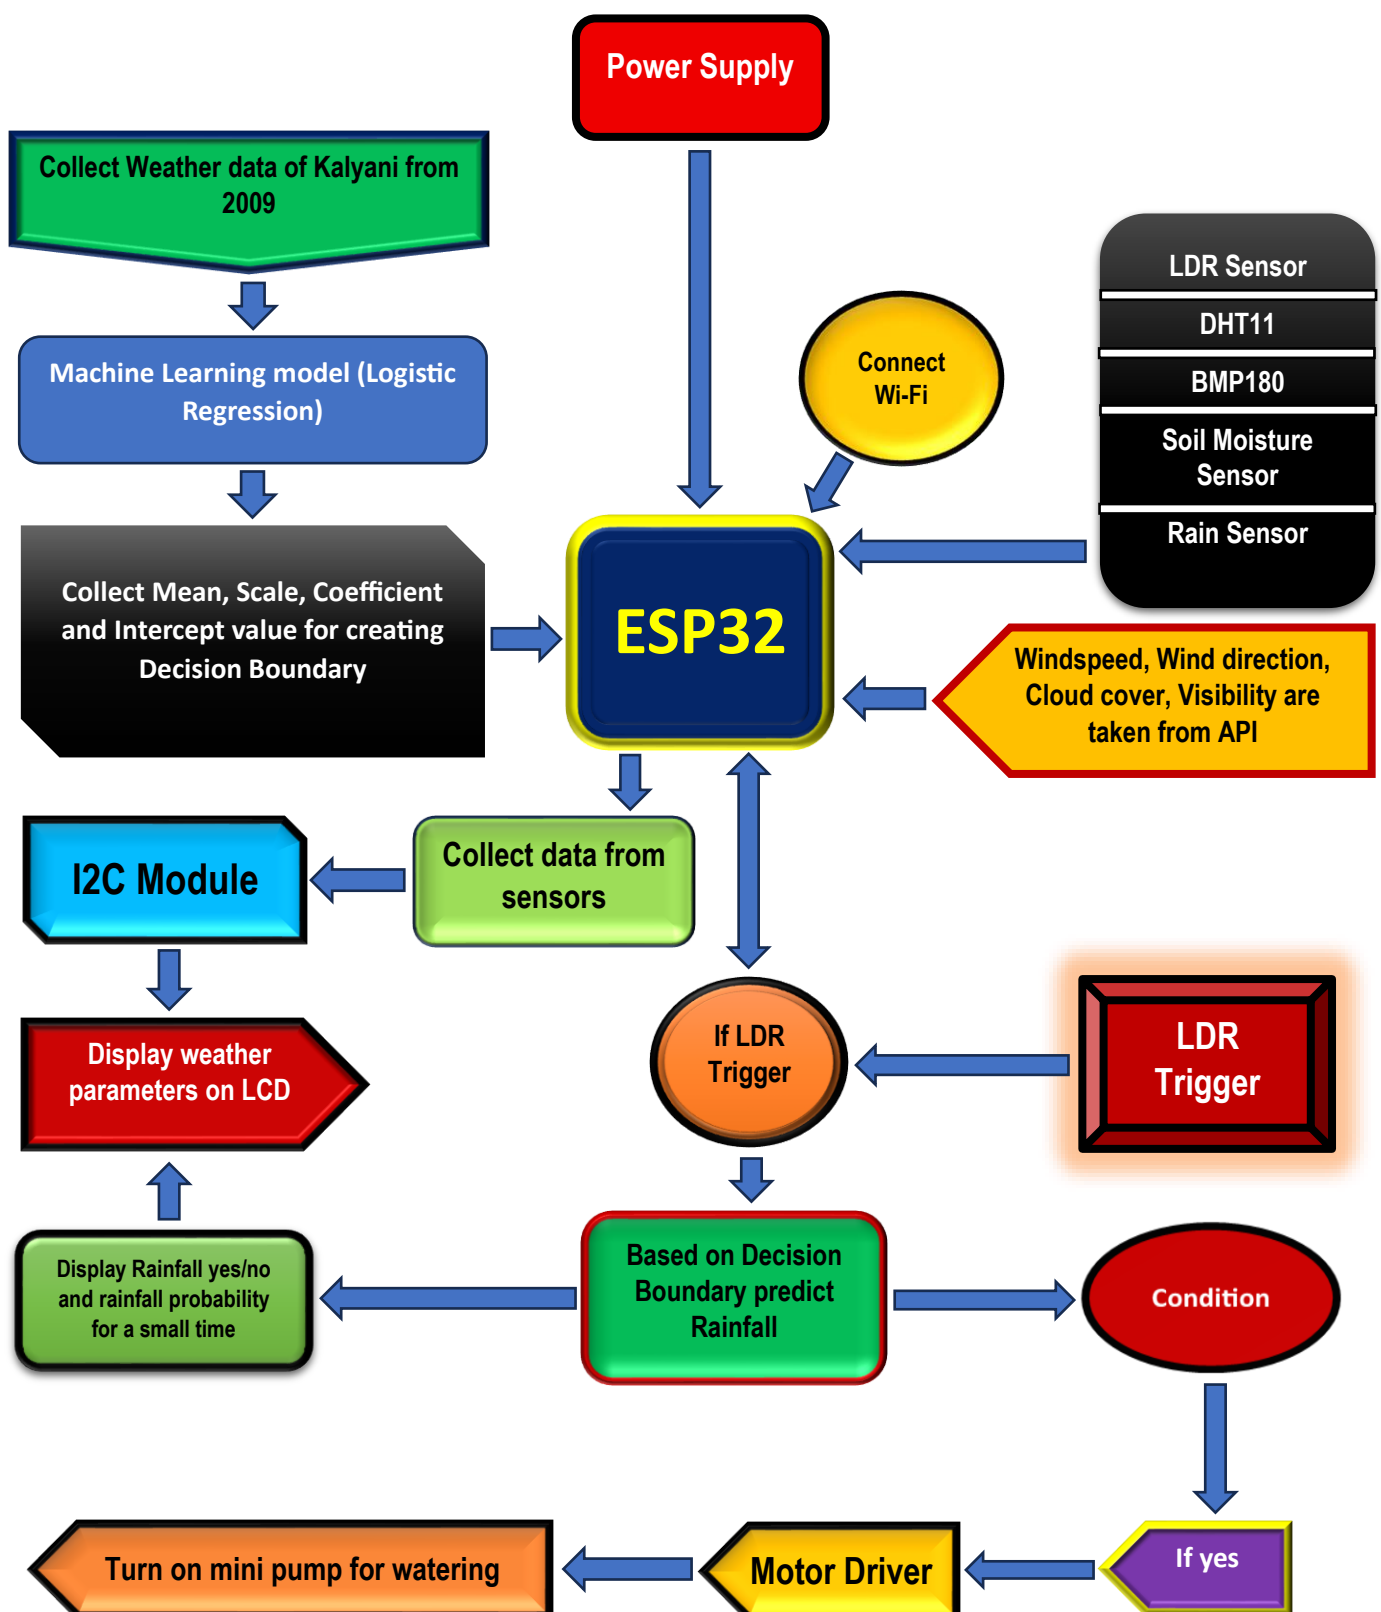 Power Supply
Collect Weather data of Kalyani from
2009
LDR Sensor
DHT11
BMP180
Soil Moisture
Sensor
Rain Sensor
Machine Learning model (Logistic
Regression)
Connect
Wi-Fi
Collect Mean, Scale, Coefficient
and Intercept value for creating
Decision Boundary
ESP32
Windspeed, Wind direction,
Cloud cover, Visibility are
taken from API
I2C Module
Collect data from
sensors
Display weather
parameters on LCD
If LDR
Trigger
LDR
Trigger
Display Rainfall yes/no
and rainfall probability
for a small time
Based on Decision
Boundary predict
Rainfall
Condition
Turn on mini pump for watering
Motor Driver
If yes